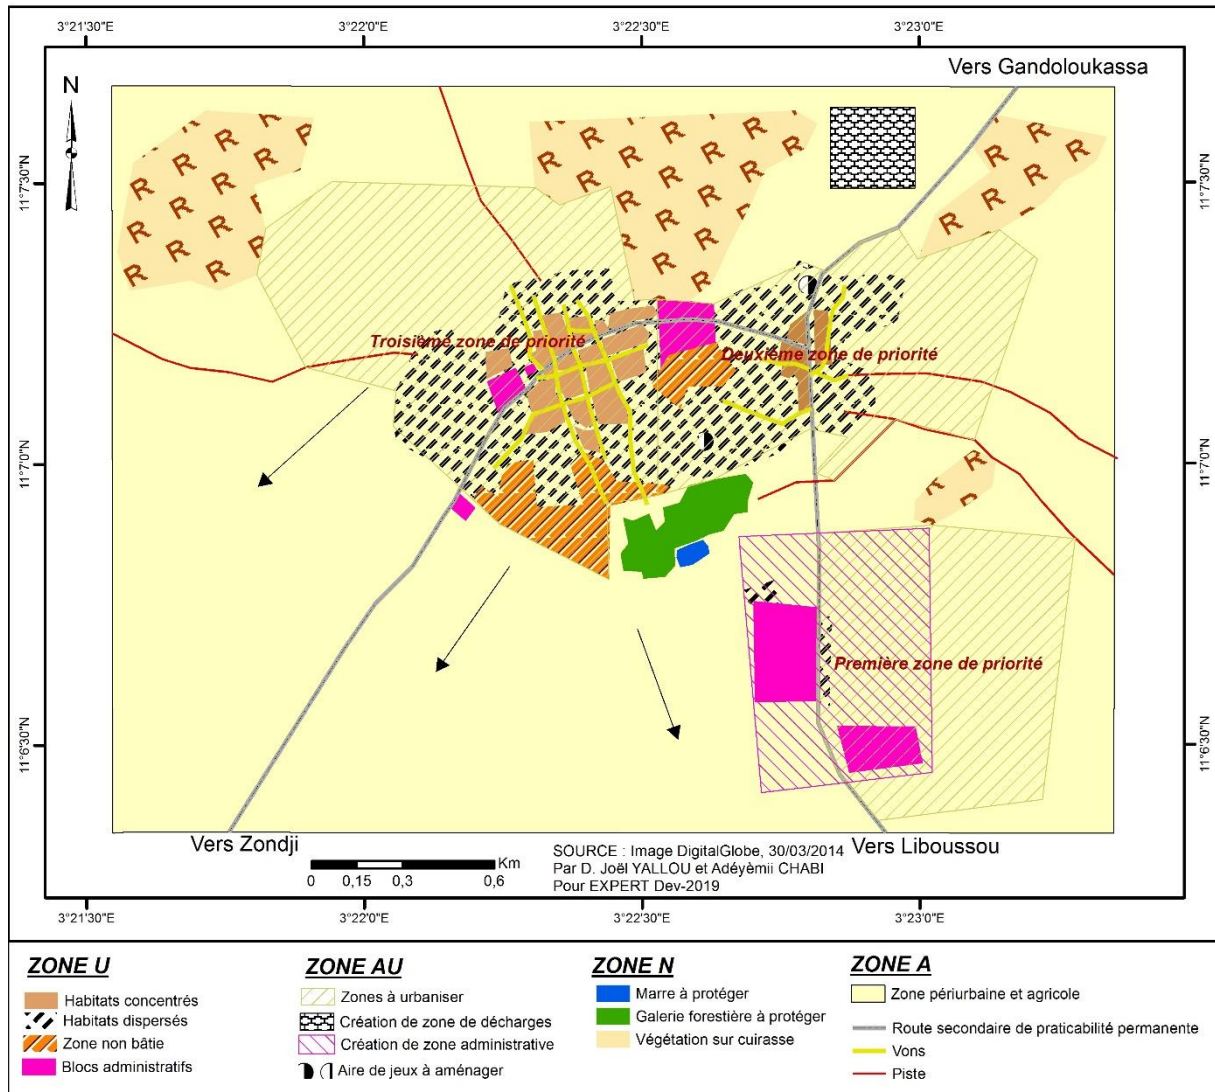 3°21'30"E 3°22'0"E 3°22'30"E 3°23'0"E
Vers Gandoloukassa
N
11°7'30"N 11°7'30"N
R R R R R R R R R R R R
Troisième zone de priorité
Deuxième zone de priorité
11°7'0"N 11°7'0"N
Première zone de priorité
11°6'30"N 11°6'30"N
Vers Zondji
Vers Liboussou
Km
0 0,15 0,3 0,6
SOURCE : Image DigitalGlobe, 30/03/2014
Par D. Joël YALLOU et Adéyèmii CHABI
Pour EXPERT Dev-2019
3°21'30"E 3°22'0"E 3°22'30"E 3°23'0"E
ZONE U
Habitats concentrés
Habitats dispersés
Zone non bâtie
Blocs administratifs
ZONE AU
Zones à urbaniser
Création de zone de décharges
Création de zone administrative
Aire de jeux à aménager
ZONE N
Marre à protéger
Galerie forestière à protéger
Végétation sur cuirasse
ZONE A
Zone périurbaine et agricole
Route secondaire de praticabilité permanente
Vons
Piste